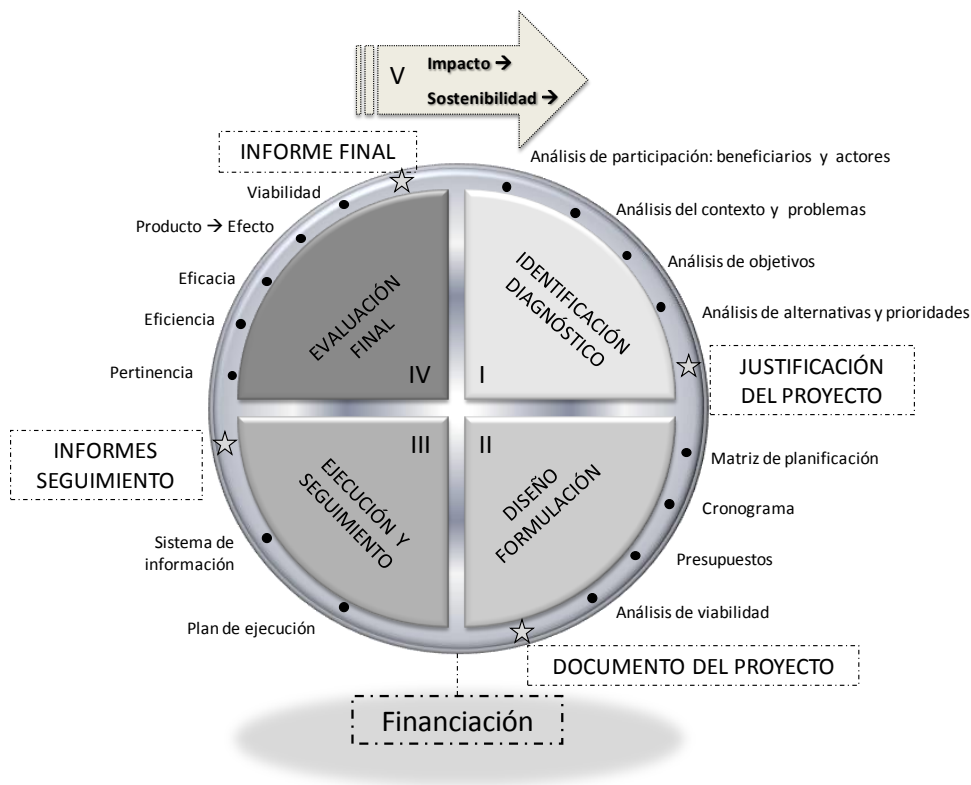 V
Impacto →
Sostenibilidad →
INFORME FINAL
Análisis de participación: beneficiarios y actores
Viabilidad
Análisis del contexto y problemas
Producto → Efecto
Análisis de objetivos
Eficacia
Análisis de alternativas y prioridades
Eficiencia
Pertinencia
EVALUACIÓN
FINAL
IV
IDENTIFICACIÓN
DIAGNÓSTICO
I
JUSTIFICACIÓN
DEL PROYECTO
INFORMES
SEGUIMIENTO
III
EJECUCIÓN Y
SEGUIMIENTO
II
DISEÑO
FORMULACIÓN
Matriz de planificación
Cronograma
Presupuestos
Análisis de viabilidad
Sistema de
información
Plan de ejecución
DOCUMENTO DEL PROYECTO
Financiación